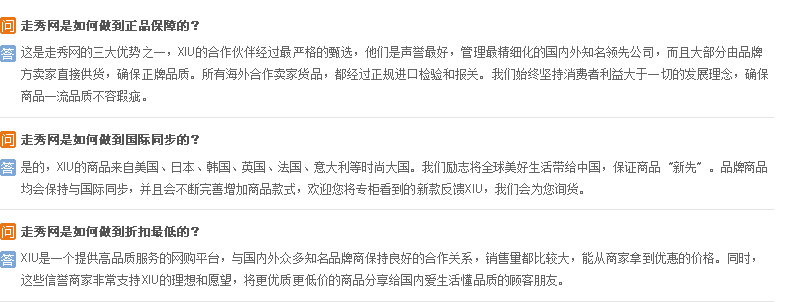 问 走秀网是如何做到正品保障的？
答 这是走秀网的三大优势之一，XIU的合作伙伴经过最严格的甄选，他们是声誉最好，管理最精细化的国内外知名领先公司，而且大部分由品牌
方卖家直接供货，确保正牌品质。所有海外合作卖家货品，都经过正规进口检验和报关。我们始终坚持消费者利益大于一切的发展理念，确保
商品一流品质不容瑕疵。
问 走秀网是如何做到国际同步的？
答 是的，XIU的商品来自美国、日本、韩国、英国、法国、意大利等时尚大国。我们励志将全球美好生活带给中国，保证商品“新先”。品牌商品
均会保持与国际同步，并且会不断完善增加商品款式，欢迎您将专柜看到的新款反馈XIU，我们会为您询货。
问 走秀网是如何做到折扣最低的？
答 XIU是一个提供高品质服务的网购平台，与国内外众多知名品牌商保持良好的合作关系，销售量都比较大，能从商家拿到优惠的价格。同时，
这些信誉商家非常支持XIU的理想和愿望，将更优质更低价的商品分享给国内爱生活懂品质的顾客朋友。